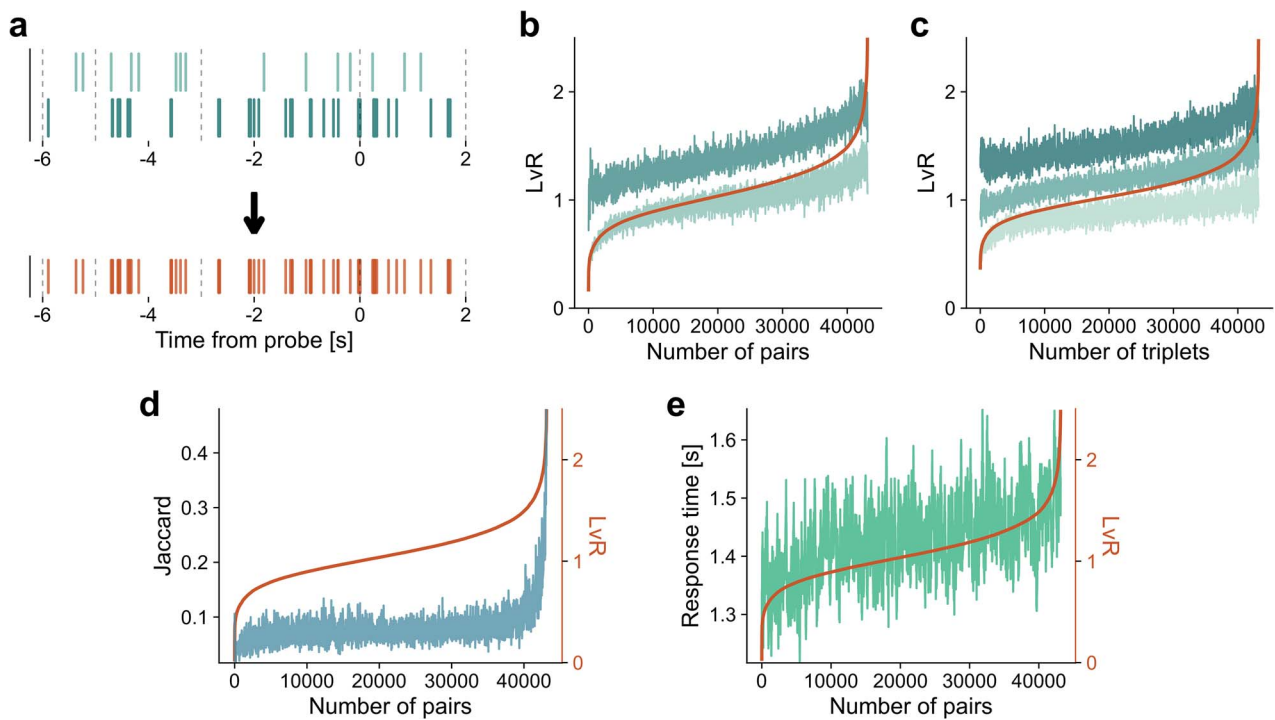 a
-6 -4 -2 0 2
-6 -4 -2 0 2
Time from probe [s]
b
LvR
2
1
0
0 10000 20000 30000 40000
Number of pairs
c
LvR
2
1
0
0 10000 20000 30000 40000
Number of triplets
d
Jaccard
0.4
0.3
0.2
0.1
2
1
0
LvR
0 10000 20000 30000 40000
Number of pairs
e
Response time [s]
1.6
1.5
1.4
1.3
2
1
0
LvR
0 10000 20000 30000 40000
Number of pairs